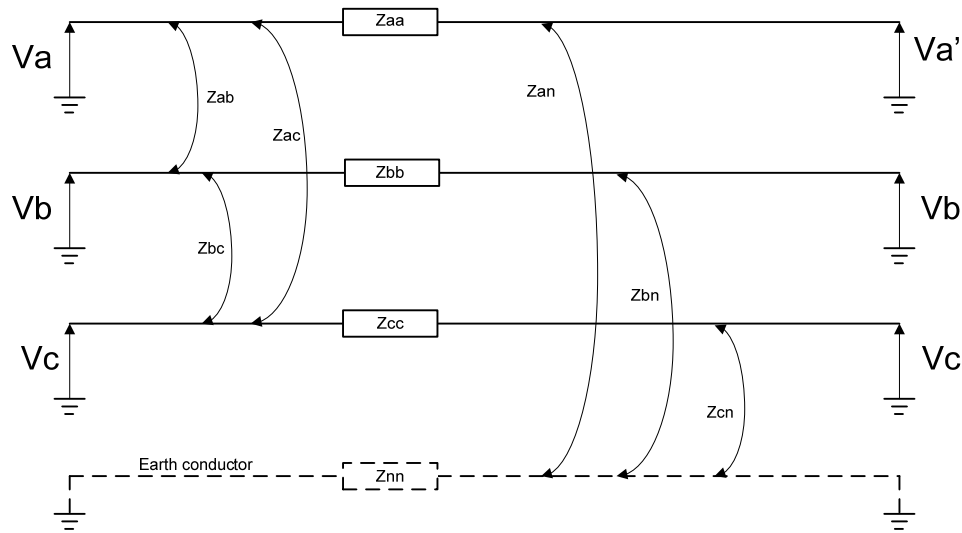 Zaa
Va
Va’
Zab
Zan
Zac
Zbb
Vb
Vb
Zbc
Zbn
Zcc
Vc
Vc
Zcn
Earth conductor
Znn